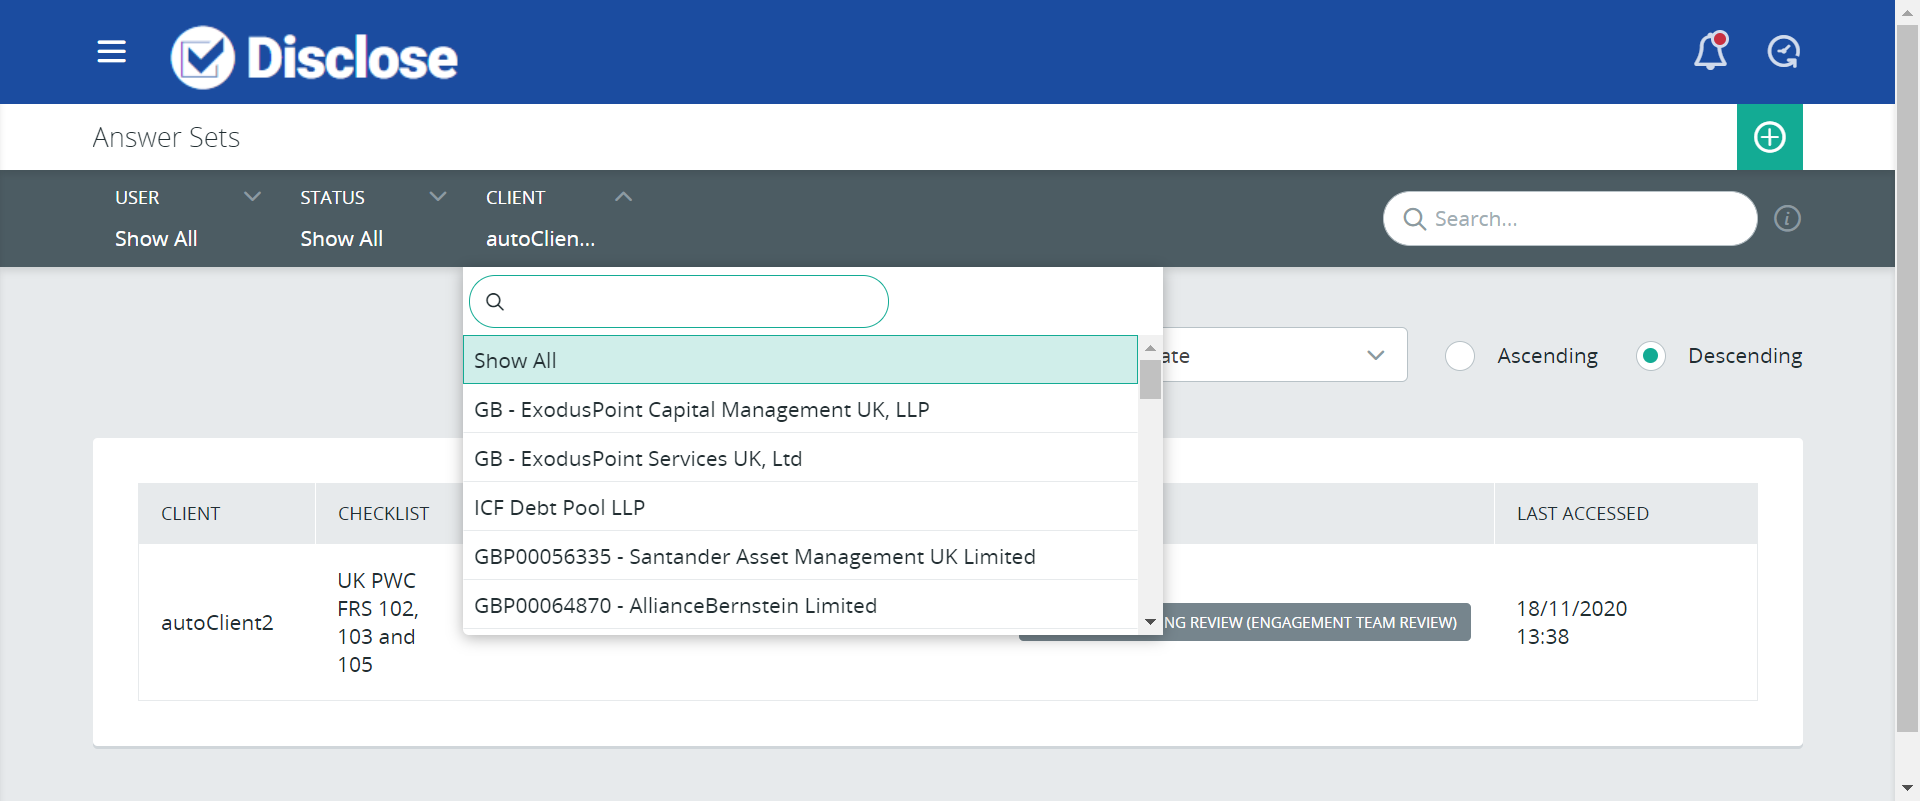 Disclose
Answer Sets
USER
STATUS
CLIENT
Show All
Show All
autoClien...
Search...
Show All
GB - ExodusPoint Capital Management UK, LLP
GB - ExodusPoint Services UK, Ltd
ICF Debt Pool LLP
GBP00056335 - Santander Asset Management UK Limited
GBP00064870 - AllianceBernstein Limited
ate
Ascending
Descending
CLIENT
CHECKLIST
LAST ACCESSED
autoClient2
UK PWC
FRS 102,
103 and
105
NG REVIEW (ENGAGEMENT TEAM REVIEW)
18/11/2020
13:38